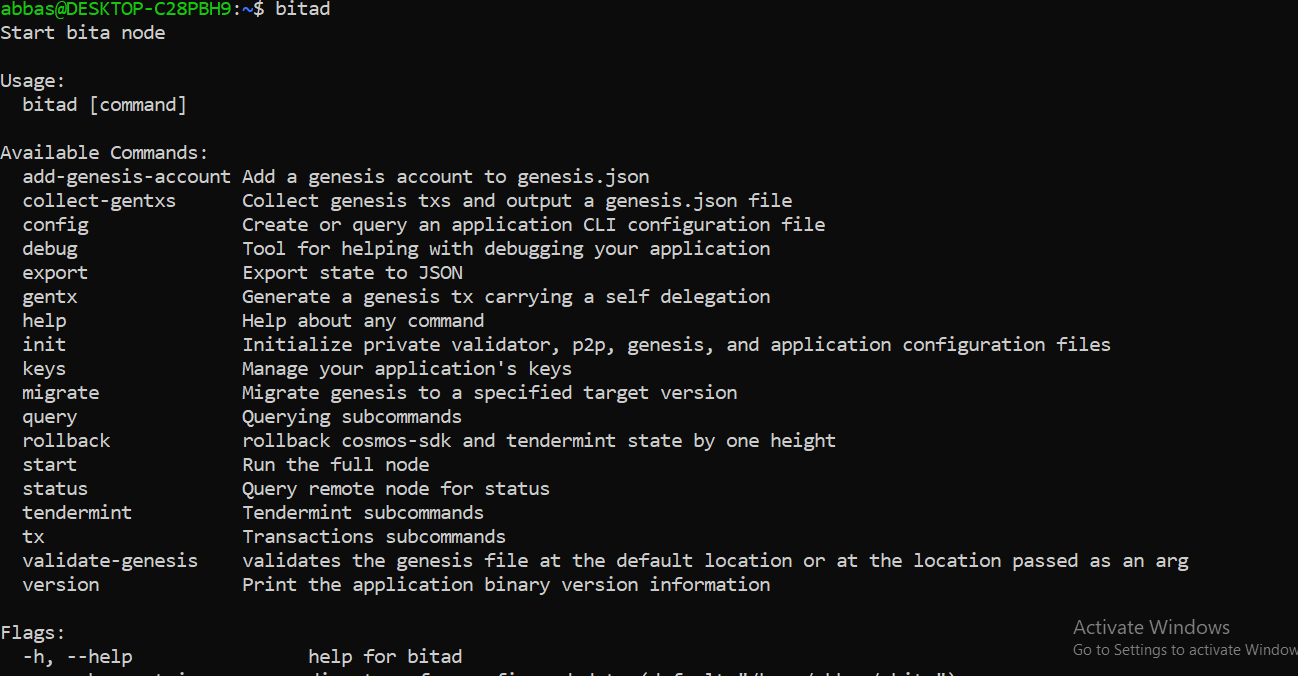 abbas@DESKTOP-C28PBH9:~$ bitad
Start bita node
Usage:
  bitad [command]
Available Commands:
  add-genesis-account Add a genesis account to genesis.json
  collect-gentxs      Collect genesis txs and output a genesis.json file
  config              Create or query an application CLI configuration file
  debug               Tool for helping with debugging your application
  export              Export state to JSON
  gentx               Generate a genesis tx carrying a self delegation
  help                Help about any command
  init                Initialize private validator, p2p, genesis, and application configuration files
  keys                Manage your application's keys
  migrate             Migrate genesis to a specified target version
  query               Querying subcommands
  rollback            rollback cosmos-sdk and tendermint state by one height
  start               Run the full node
  status              Query remote node for status
  tendermint          Tendermint subcommands
  tx                  Transactions subcommands
  validate-genesis    validates the genesis file at the default location or at the location passed as an arg
  version             Print the application binary version information
Flags:
  -h, --help                help for bitad
Activate Windows
Go to Settings to activate Window